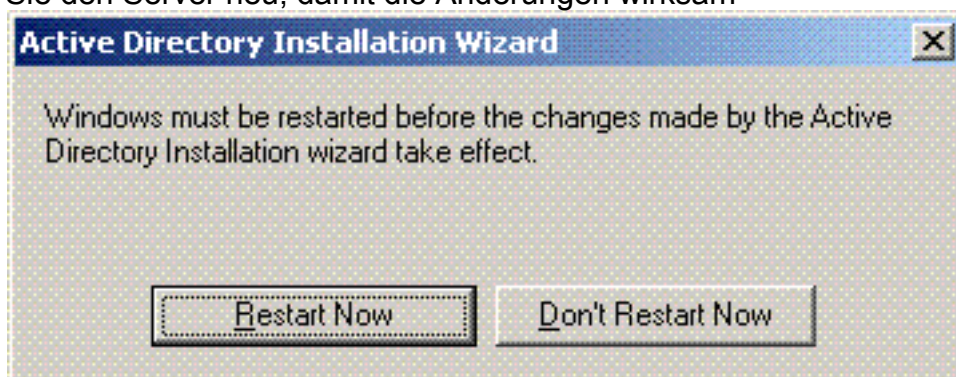 Sie den Server neu, damit die Änderungen wirksam
Active Directory Installation Wizard
Windows must be restarted before the changes made by the Active
Directory Installation wizard take effect.
Restart Now
Don't Restart Now